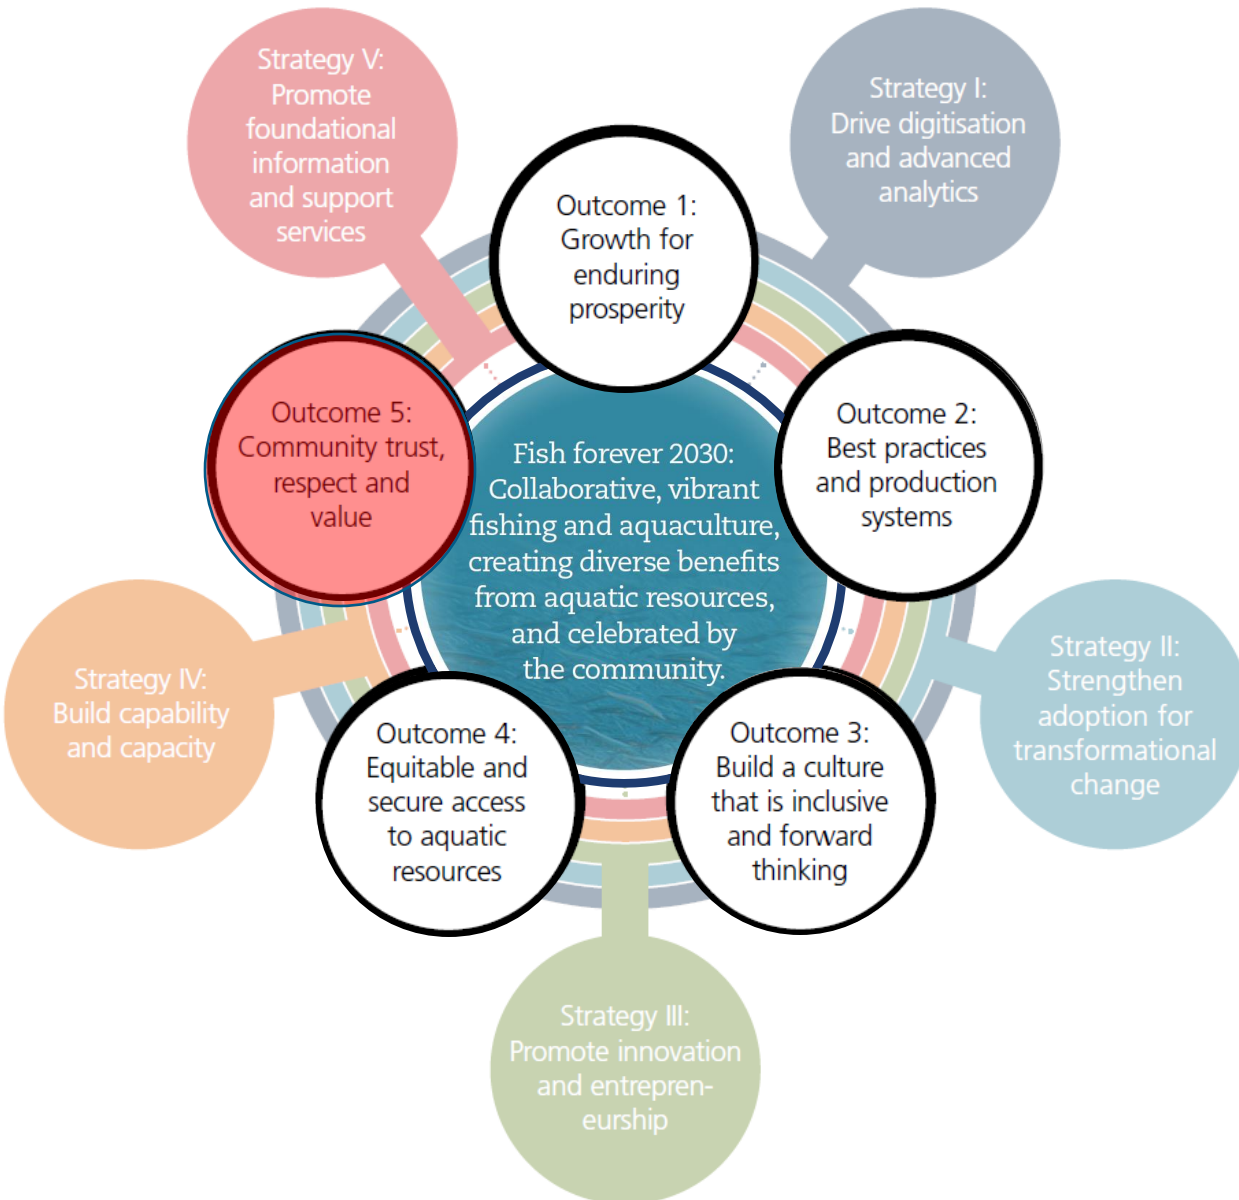 Strategy V:
Promote
foundational
information
and support
services
Strategy I:
Drive digitisation
and advanced
analytics
Outcome 1:
Growth for
enduring
prosperity
Outcome 5:
Community trust,
respect and
value
Outcome 2:
Best practices
and production
systems
Fish forever 2030:
Collaborative, vibrant
fishing and aquaculture,
creating diverse benefits
from aquatic resources,
and celebrated by
the community.
Strategy IV:
Build capability
and capacity
Strategy II:
Strengthen
adoption for
transformational
change
Outcome 4:
Equitable and
secure access
to aquatic
resources
Outcome 3:
Build a culture
that is inclusive
and forward
thinking
Strategy III:
Promote innovation
and entrepren-
eurship